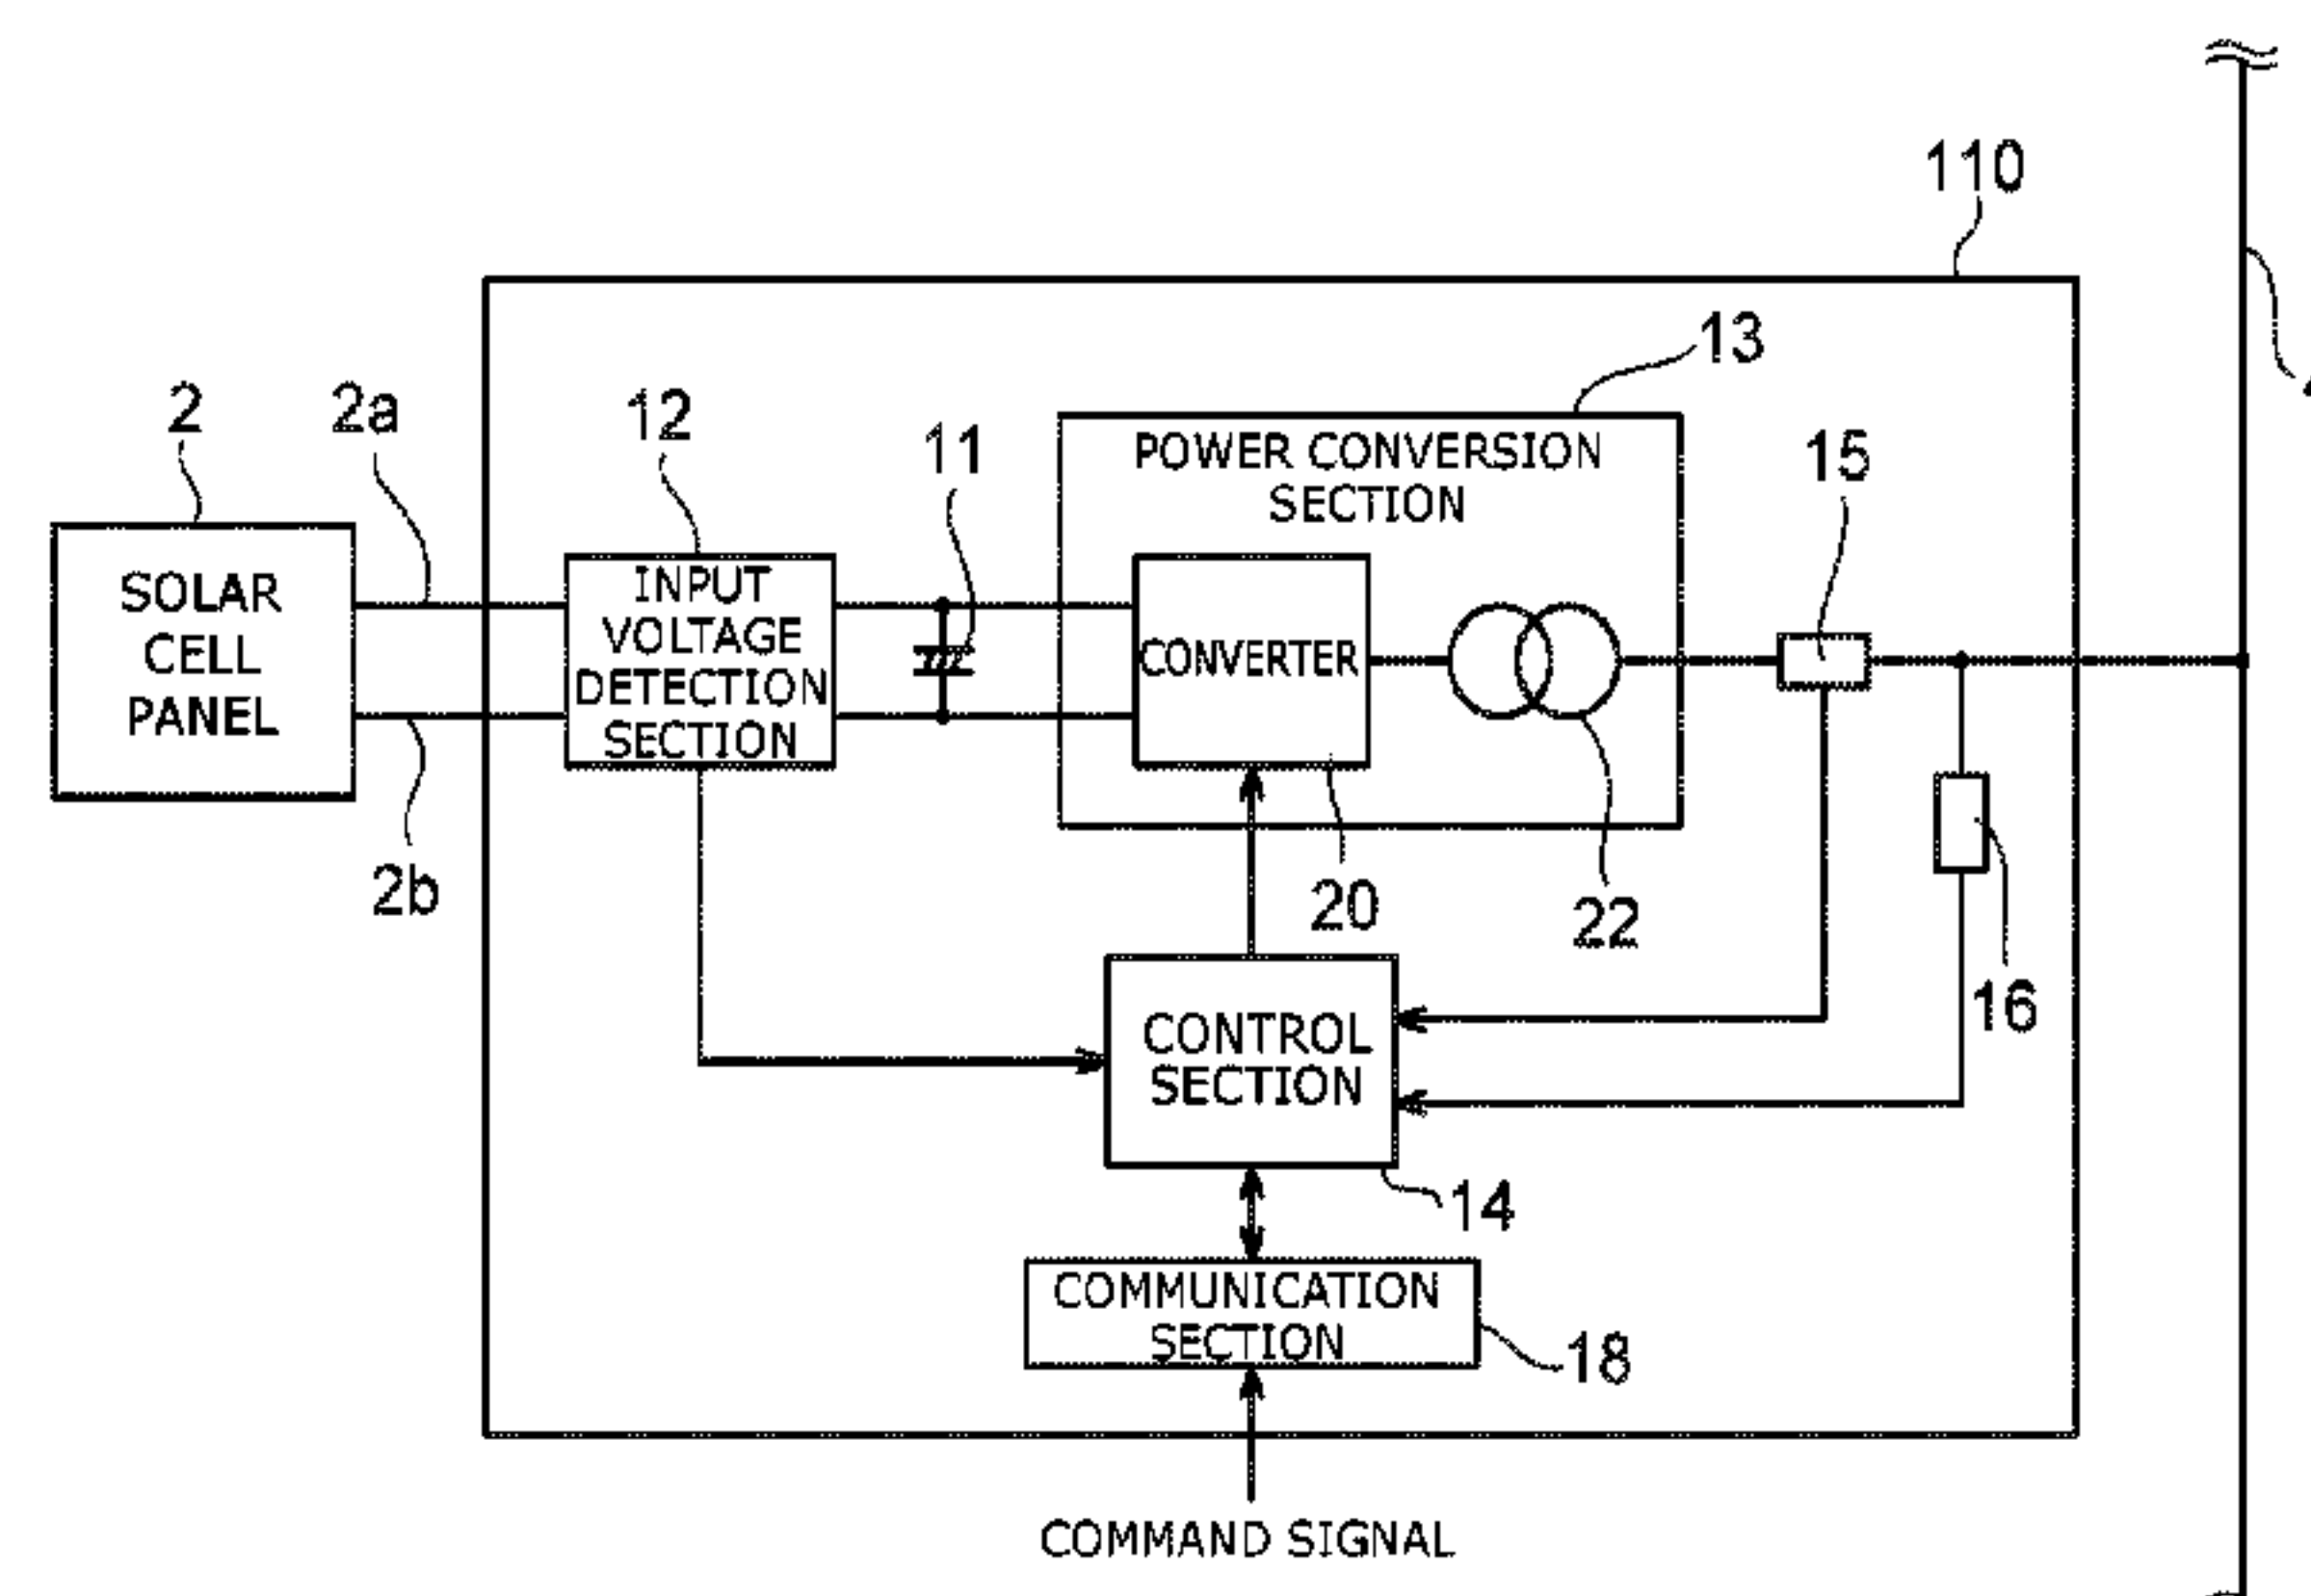 110
13
2
2a
12
11
POWER CONVERSION
SECTION
15
SOLAR
CELL
PANEL
INPUT
VOLTAGE
DETECTION
SECTION
CONVERTER
2b
20
22
16
CONTROL
SECTION
14
COMMUNICATION
SECTION
18
COMMAND SIGNAL